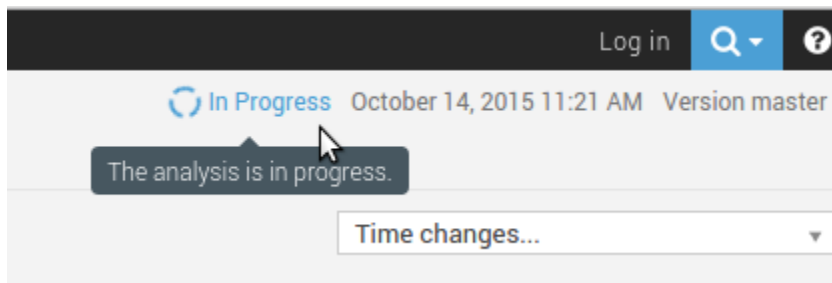 Log in
In Progress October 14, 2015 11:21 AM Version master
The analysis is in progress.
Time changes...